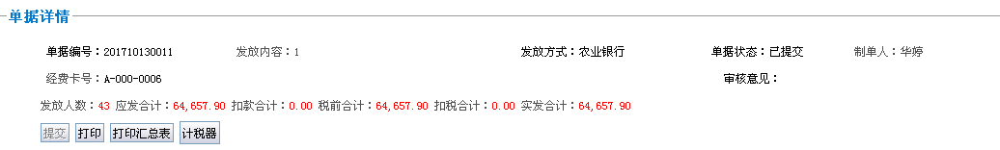 单据详情
单据编号：201710130011 发放内容：1 发放方式：农业银行 单据状态：已提交 制单人：华婷
经费卡号：A-000-0006 审核意见：
发放人数：43 应发合计：64,657.90 扣款合计：0.00 税前合计：64,657.90 扣税合计：0.00 实发合计：64,657.90
提交 打印 打印汇总表 计税器